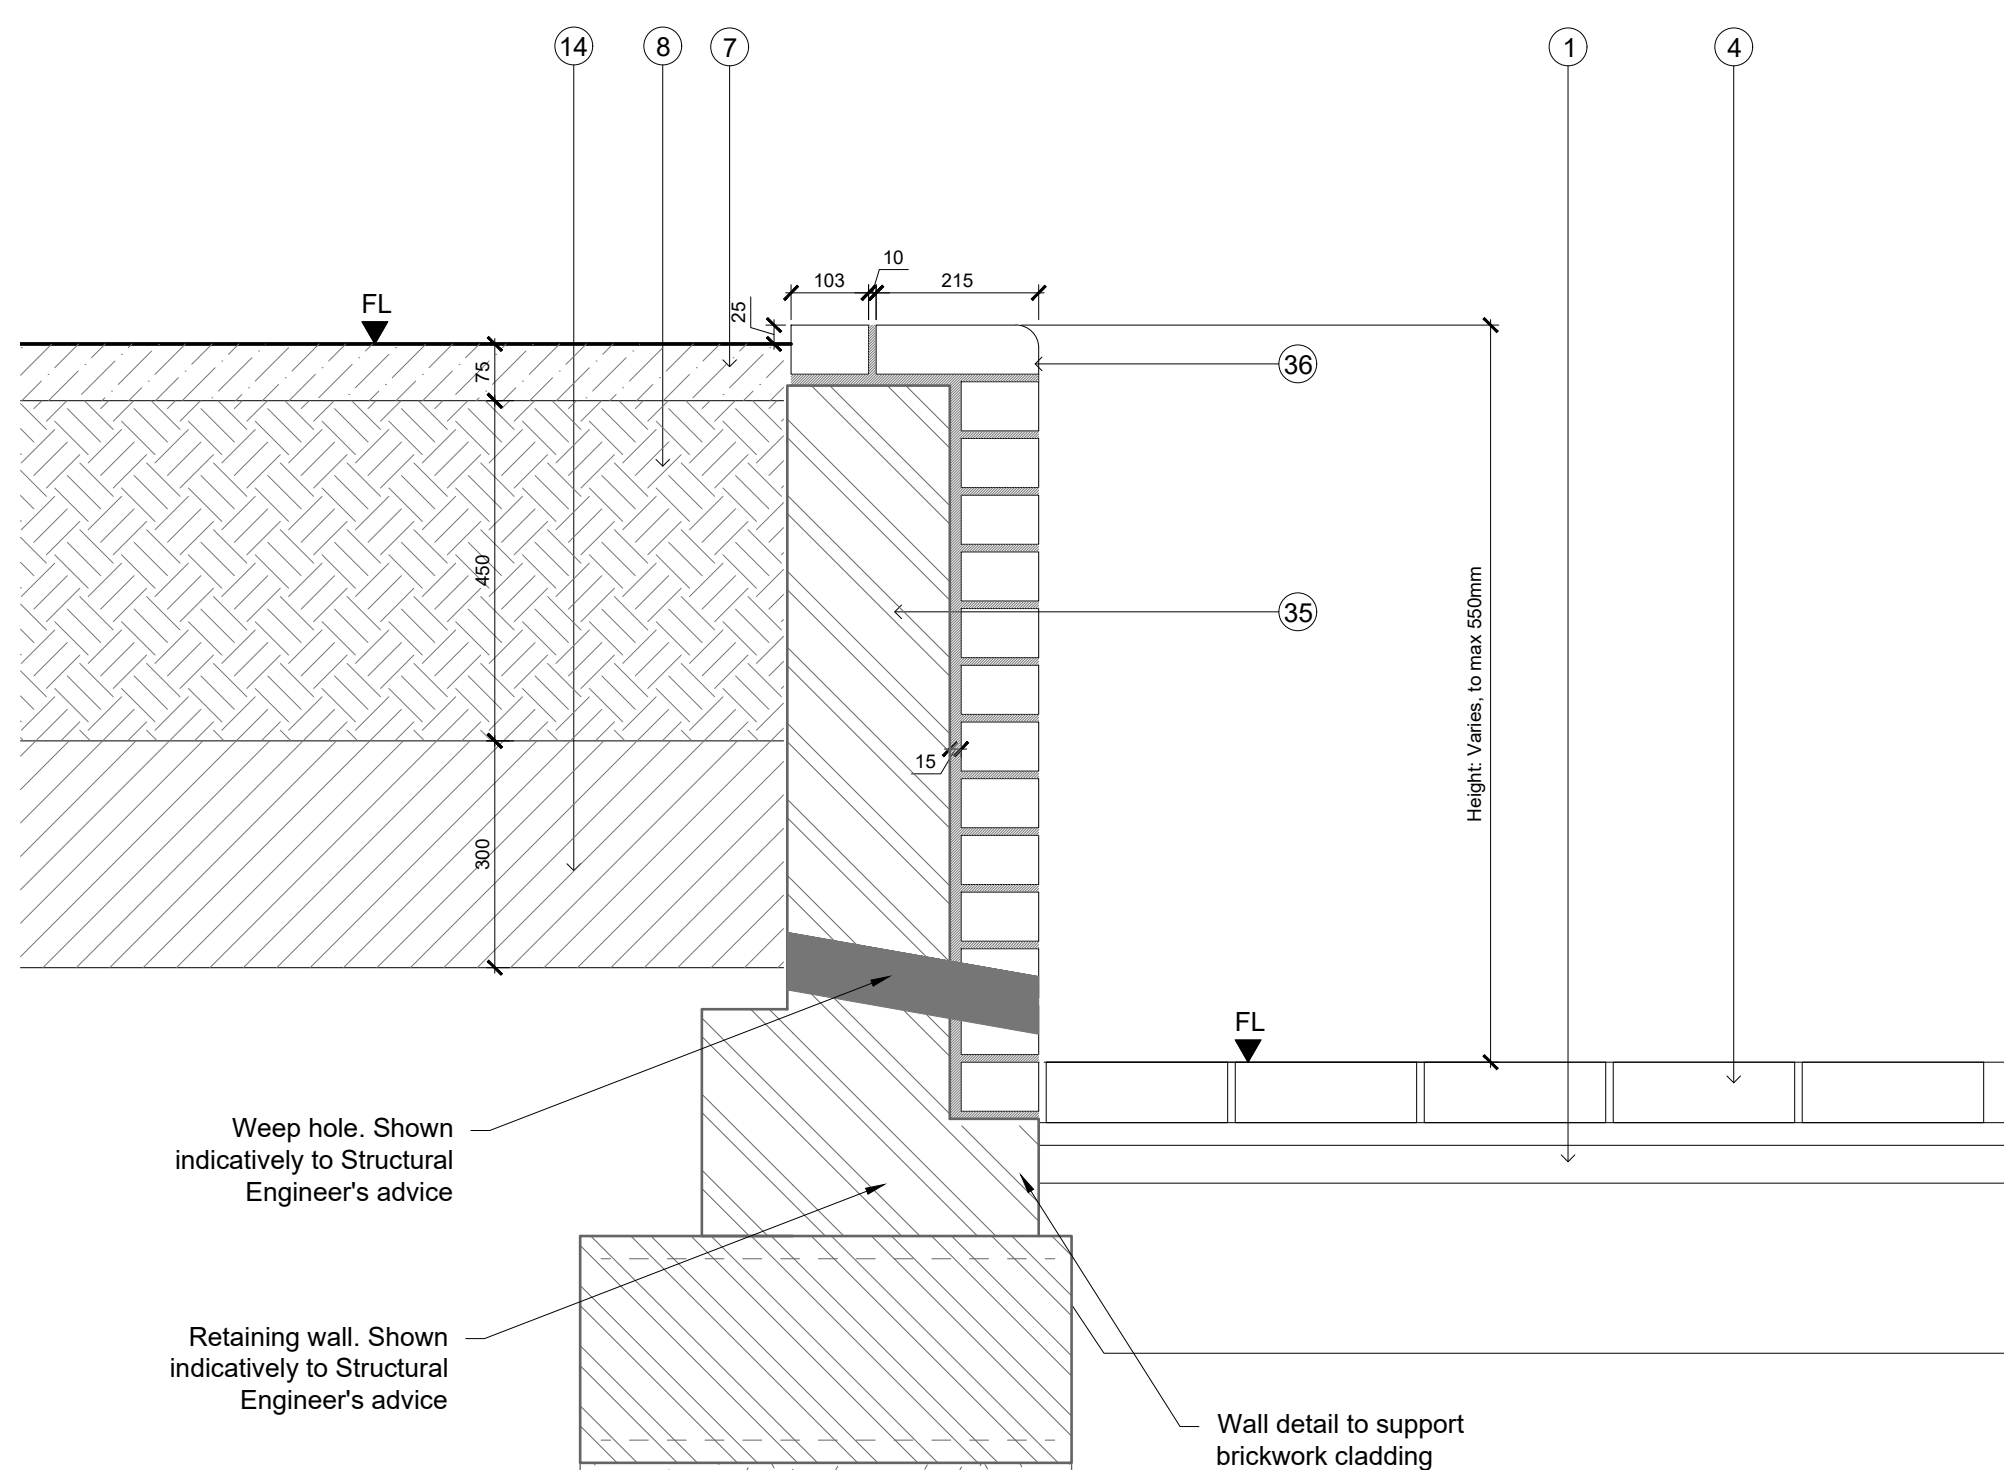 14
8
7
1
4
10
103
215
25
FL
36
75
450
35
Height: Varies, to max 550mm
15
300
FL
Weep hole. Shown
indicatively to Structural
Engineer's advice
Retaining wall. Shown
indicatively to Structural
Engineer's advice
Wall detail to support
brickwork cladding